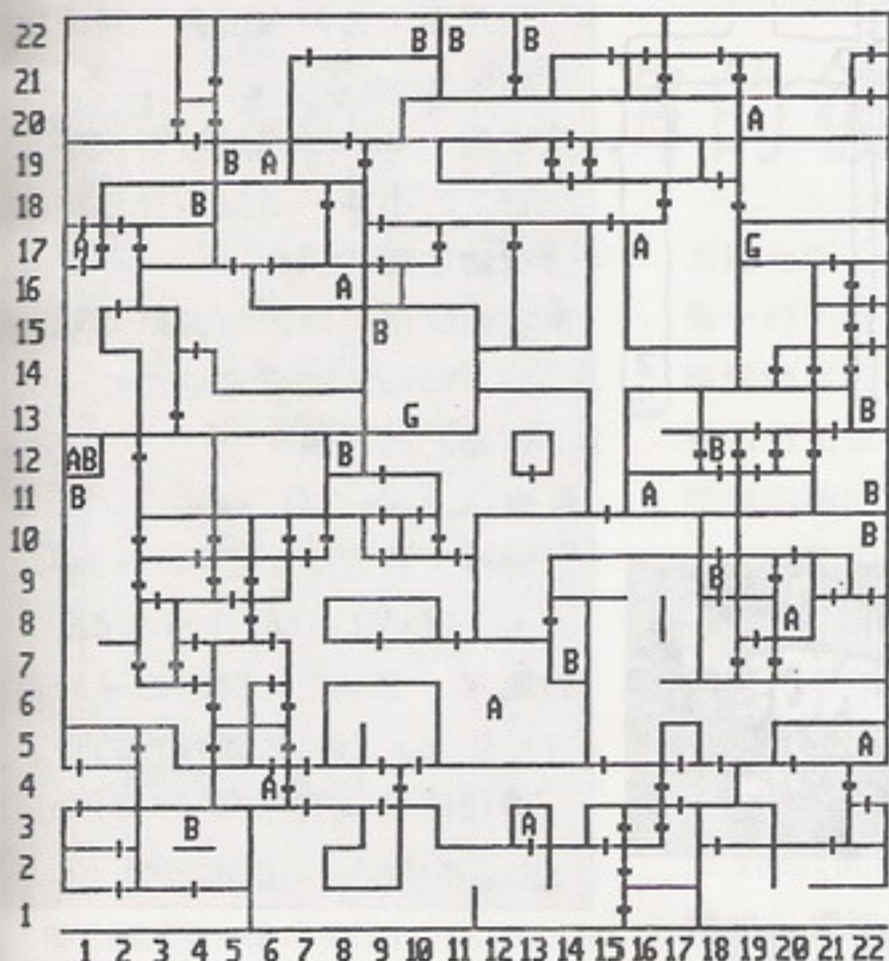 22 B B B
21
20 A
19 B A
18 B
17 A A G
16 A
15 B
14
13 G B
12 AB B B
11 B A B
10 B
9 B
8 A
7 B
6 A
5 A
4 A
3 B A
2
1
1 2 3 4 5 6 7 8 9 10 11 12 13 14 15 16 17 18 19 20 21 22